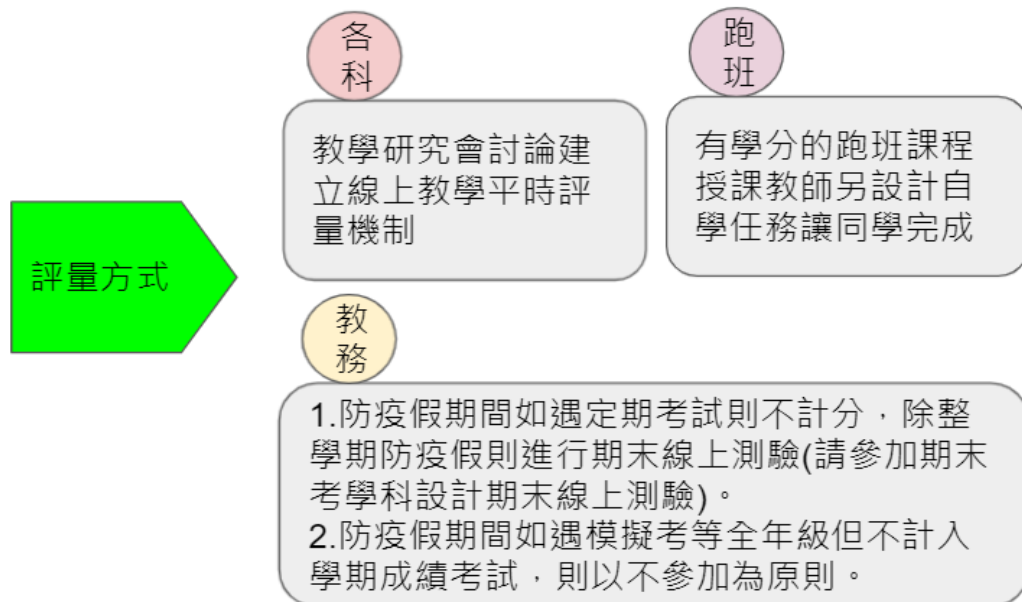 各
科
教學研究會討論建
立線上教學平時評
量機制
跑
班
有學分的跑班課程
授課教師另設計自
學任務讓同學完成
評量方式
教
務
1.防疫假期間如遇定期考試則不計分，除整
學期防疫假則進行期末線上測驗(請參加期末
考學科設計期末線上測驗)。
2.防疫假期間如遇模擬考等全年級但不計入
學期成績考試，則以不參加為原則。